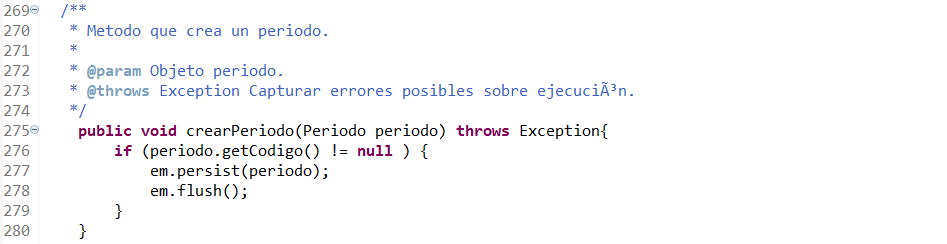 269 /**
270 * Metodo que crea un periodo.
271 *
272 * @param Objeto periodo.
273 * @throws Exception Capturar errores posibles sobre ejecuciÃ³n.
274 */
275 public void crearPeriodo(Periodo periodo) throws Exception{
276 if (periodo.getCodigo() != null ) {
277 em.persist(periodo);
278 em.flush();
279 }
280 }